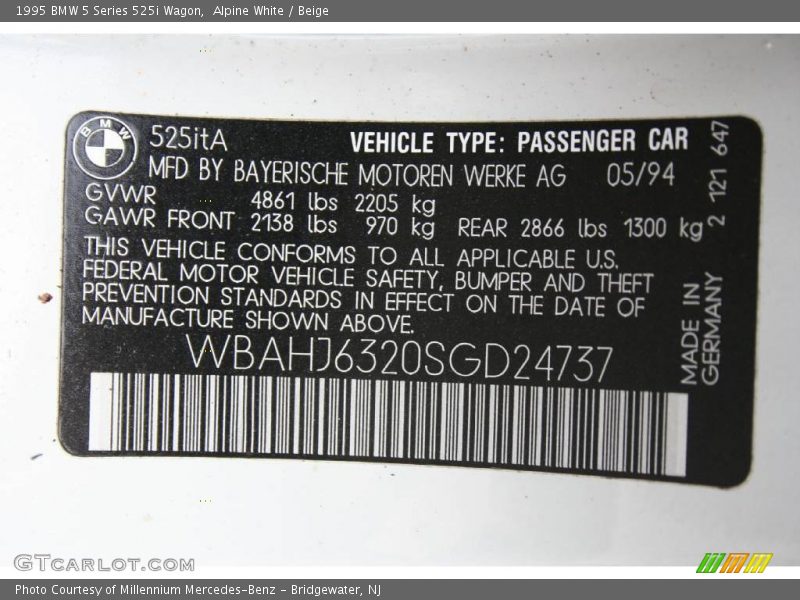 1995 BMW 5 Series 525i Wagon, Alpine White / Beige
BMW
525itA
VEHICLE TYPE: PASSENGER CAR
MFD BY BAYERISCHE MOTOREN WERKE AG 05/94
GVWR 4861 lbs 2205 kg
GAWR FRONT 2138 lbs 970 kg REAR 2866 lbs 1300 kg
THIS VEHICLE CONFORMS TO ALL APPLICABLE U.S.
FEDERAL MOTOR VEHICLE SAFETY, BUMPER AND THEFT
PREVENTION STANDARDS IN EFFECT ON THE DATE OF
MANUFACTURE SHOWN ABOVE.
WBAHJ6320SGD24737
2 121 647
MADE IN
GERMANY
GTCARLOT.COM
Photo Courtesy of Millennium Mercedes-Benz - Bridgewater, NJ